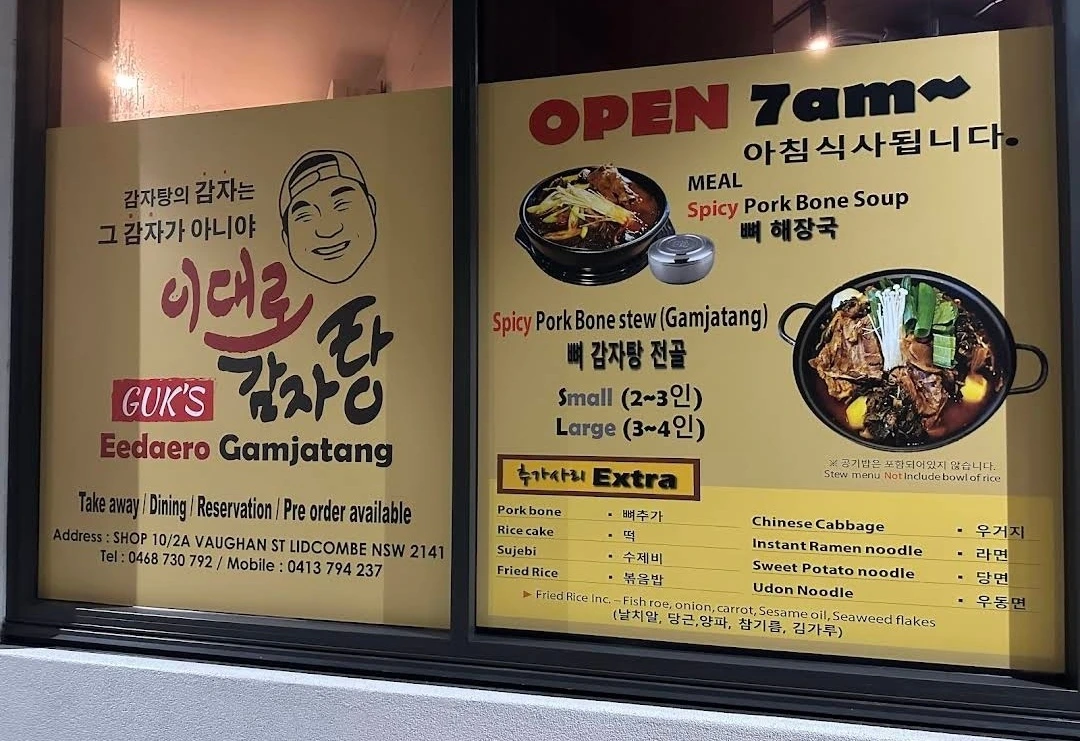 감자탕의 감자는
그 감자가 아니야
이대로
감자탕
GUK'S
Eedaero Gamjatang
Take away / Dining / Reservation / Pre order available
Address : SHOP 10/2A VAUGHAN ST LIDCOMBE NSW 2141
Tel : 0468 730 792 / Mobile : 0413 794 237
OPEN 7am~
아침식사됩니다.
MEAL
Spicy Pork Bone Soup
뼈 해장국
Spicy Pork Bone stew (Gamjatang)
뼈 감자탕 전골
Small (2~3인)
Large (3~4인)
※ 공기밥은 포함되어있지 않습니다.
Stew menu Not Include bowl of rice
추가사리 Extra
Pork bone ▪ 뼈추가
Rice cake ▪ 떡
Sujebi ▪ 수제비
Fried Rice ▪ 볶음밥
Chinese Cabbage ▪ 우거지
Instant Ramen noodle ▪ 라면
Sweet Potato noodle ▪ 당면
Udon Noodle ▪ 우동면
► Fried Rice Inc. – Fish roe, onion, carrot, Sesame oil, Seaweed flakes
(날치알, 당근,양파, 참기름, 김가루)